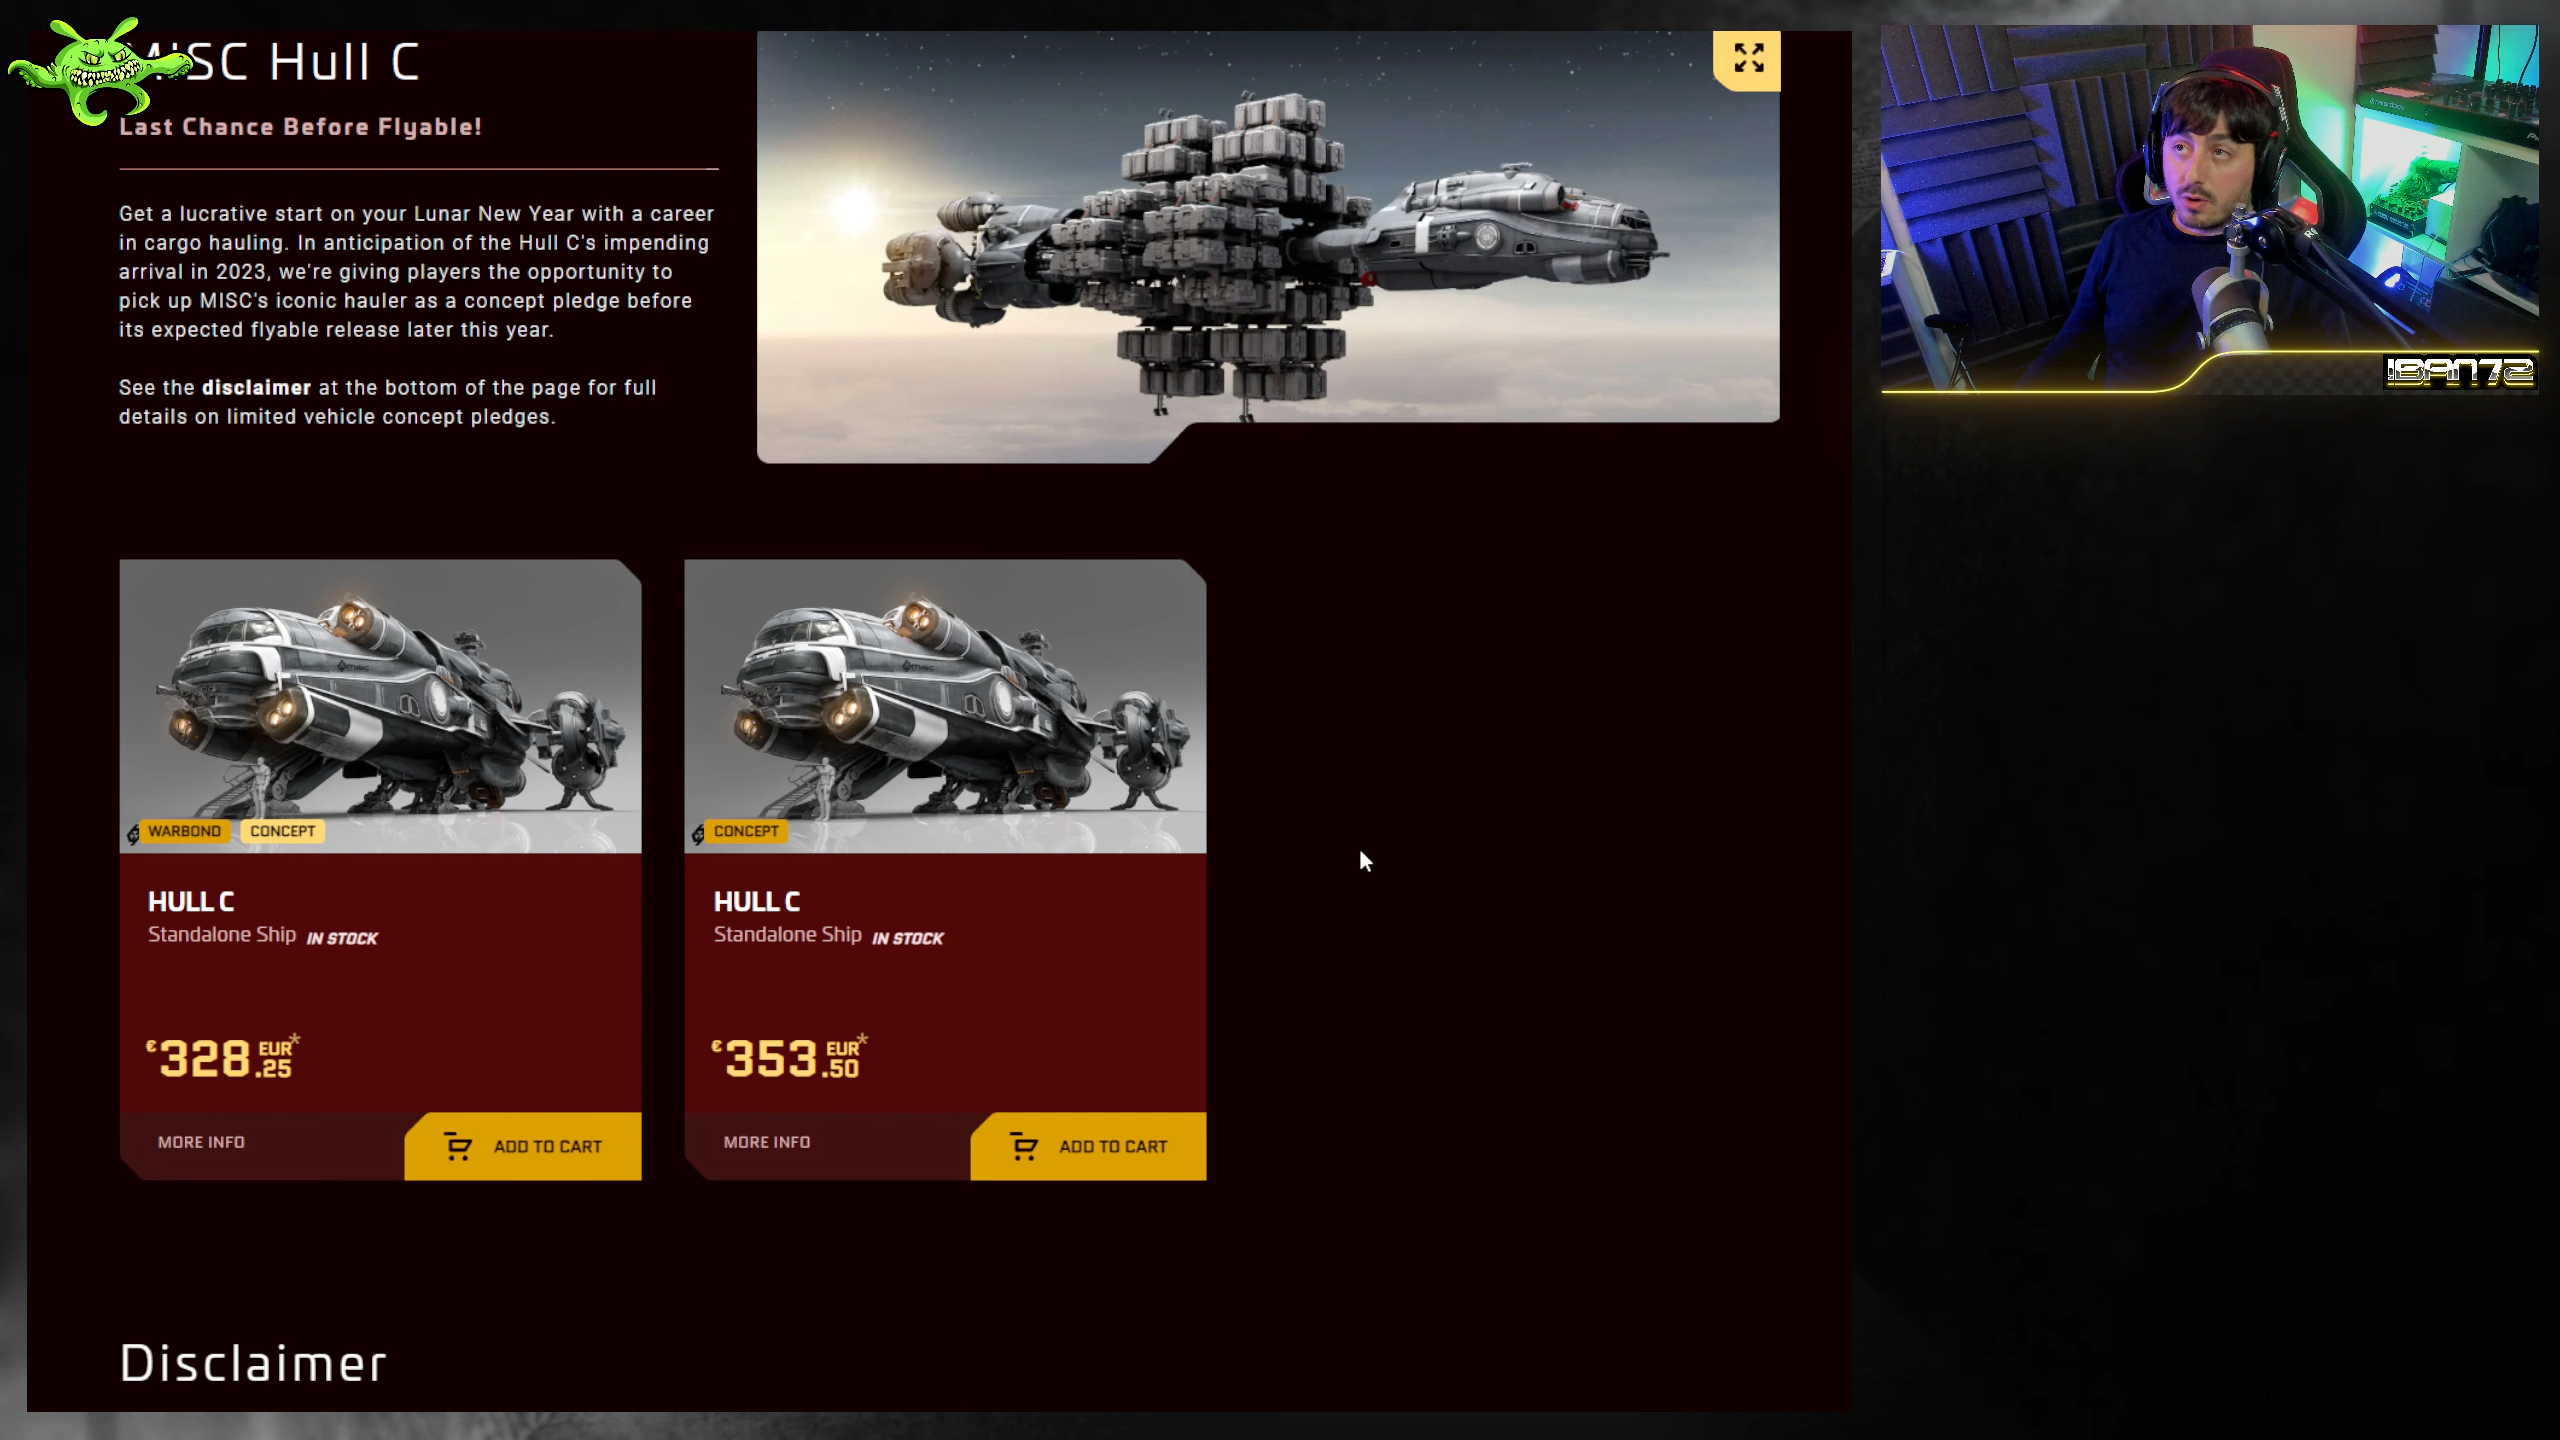 MISC Hull C
Last Chance Before Flyable!
Get a lucrative start on your Lunar New Year with a career
in cargo hauling. In anticipation of the Hull C's impending
arrival in 2023, we're giving players the opportunity to
pick up MISC's iconic hauler as a concept pledge before
its expected flyable release later this year.
See the disclaimer at the bottom of the page for full
details on limited vehicle concept pledges.
IBAN72
WARBOND CONCEPT
HULL C
Standalone Ship IN STOCK
€328.25 EUR*
MORE INFO
ADD TO CART
CONCEPT
HULL C
Standalone Ship IN STOCK
€353.50 EUR*
MORE INFO
ADD TO CART
Disclaimer